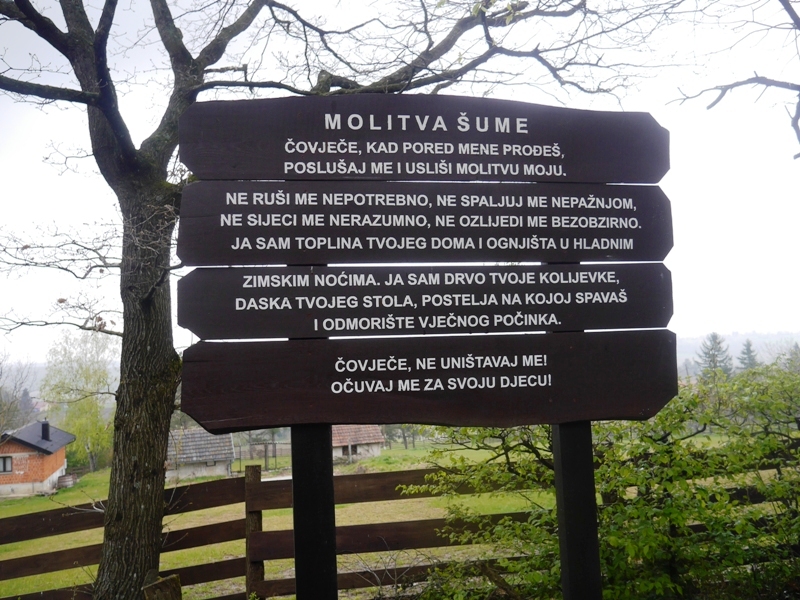 MOLITVA ŠUME
ČOVJEČE, KAD PORED MENE PROĐEŠ,
POSLUŠAJ ME I USLIŠI MOLITVU MOJU.
NE RUŠI ME NEPOTREBNO, NE SPALJUJ ME NEPAŽNJOM,
NE SIJECI ME NERAZUMNO, NE OZLIJEDI ME BEZOBZIRNO.
JA SAM TOPLINA TVOJEG DOMA I OGNJIŠTA U HLADNIM
ZIMSKIM NOĆIMA. JA SAM DRVO TVOJE KOLIJEVKE,
DASKA TVOJEG STOLA, POSTELJA NA KOJOJ SPAVAŠ
I ODMORIŠTE VJEČNOG POČINKA.
ČOVJEČE, NE UNIŠTAVAJ ME!
OČUVAJ ME ZA SVOJU DJECU!